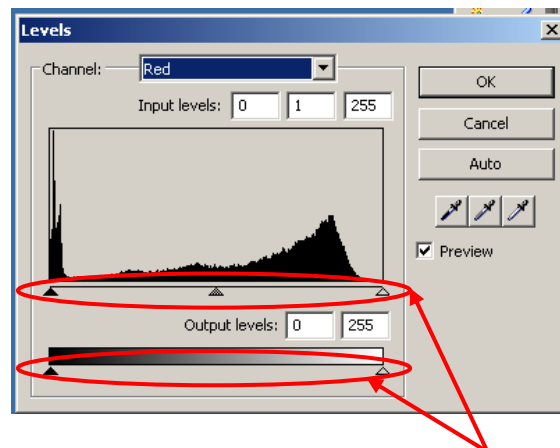 Levels
Channel: Red
Input levels: 0 1 255
Output levels: 0 255
OK
Cancel
Auto
Preview